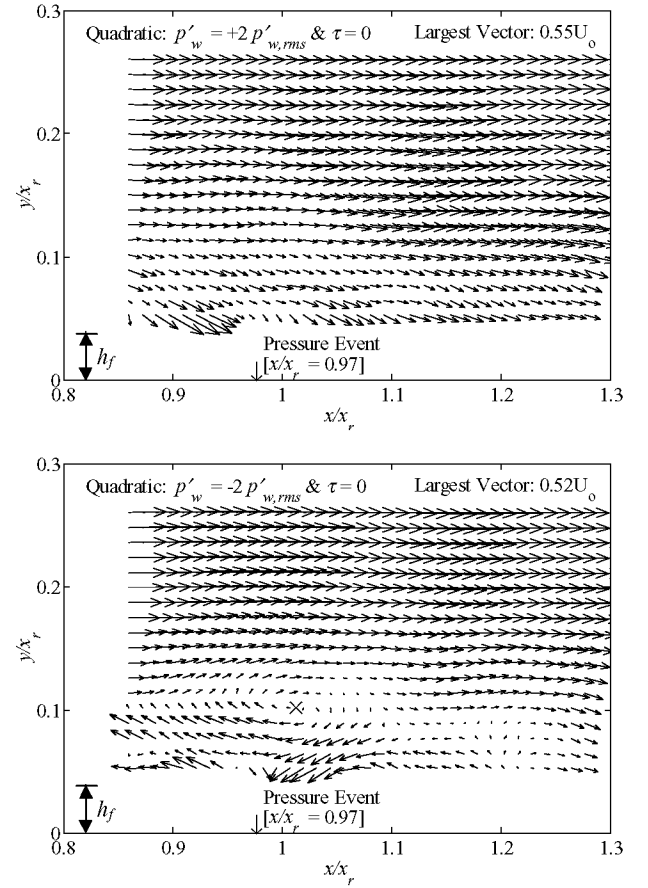 0.3
Quadratic: p'w = +2 p'w,rms & τ = 0 Largest Vector: 0.55Uo
0.2
y/xr
0.1
Pressure Event
hf
[x/xr = 0.97]
0
0.8 0.9 1 1.1 1.2 1.3
x/xr
0.3
Quadratic: p'w = -2 p'w,rms & τ = 0 Largest Vector: 0.52Uo
0.2
y/xr
0.1
Pressure Event
hf
[x/xr = 0.97]
0
0.8 0.9 1 1.1 1.2 1.3
x/xr